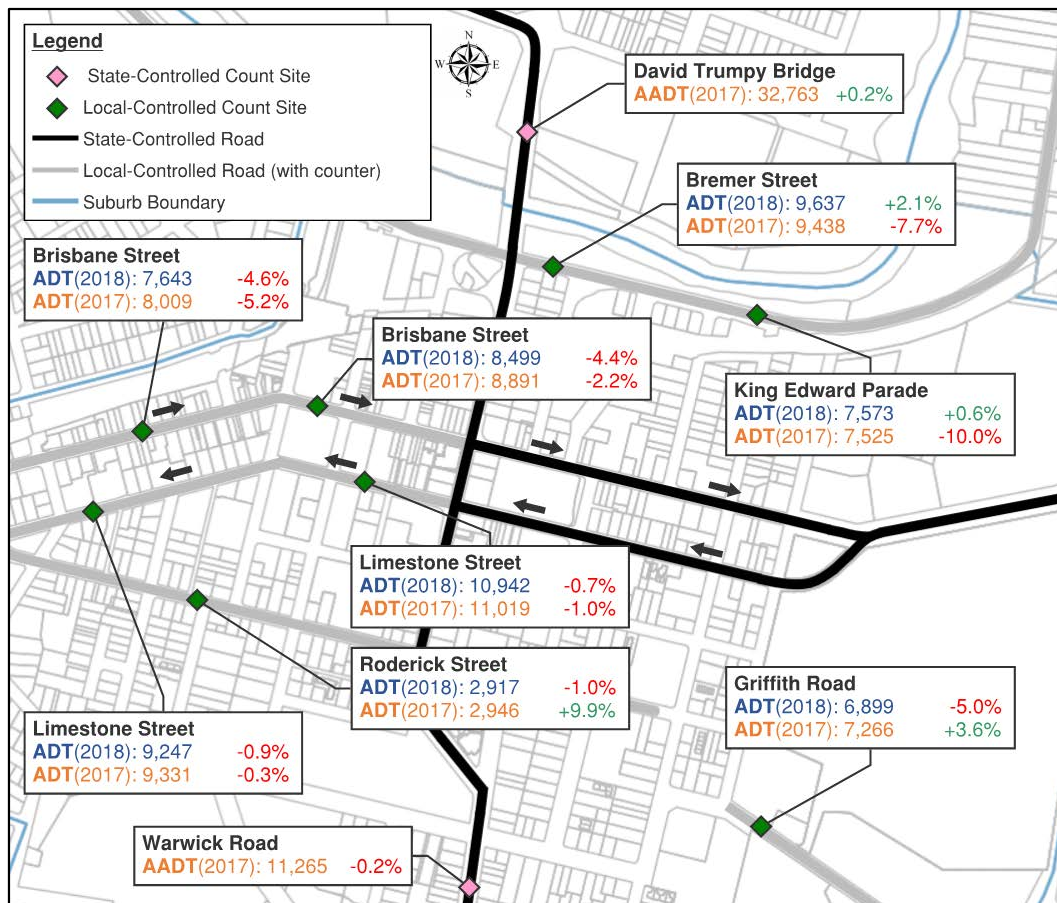 Legend
State-Controlled Count Site
Local-Controlled Count Site
State-Controlled Road
Local-Controlled Road (with counter)
Suburb Boundary
N
W E
S
David Trumpy Bridge
AADT(2017): 32,763 +0.2%
Bremer Street
ADT(2018): 9,637 +2.1%
ADT(2017): 9,438 -7.7%
Brisbane Street
ADT(2018): 7,643 -4.6%
ADT(2017): 8,009 -5.2%
Brisbane Street
ADT(2018): 8,499 -4.4%
ADT(2017): 8,891 -2.2%
King Edward Parade
ADT(2018): 7,573 +0.6%
ADT(2017): 7,525 -10.0%
Limestone Street
ADT(2018): 10,942 -0.7%
ADT(2017): 11,019 -1.0%
Roderick Street
ADT(2018): 2,917 -1.0%
ADT(2017): 2,946 +9.9%
Griffith Road
ADT(2018): 6,899 -5.0%
ADT(2017): 7,266 +3.6%
Limestone Street
ADT(2018): 9,247 -0.9%
ADT(2017): 9,331 -0.3%
Warwick Road
AADT(2017): 11,265 -0.2%